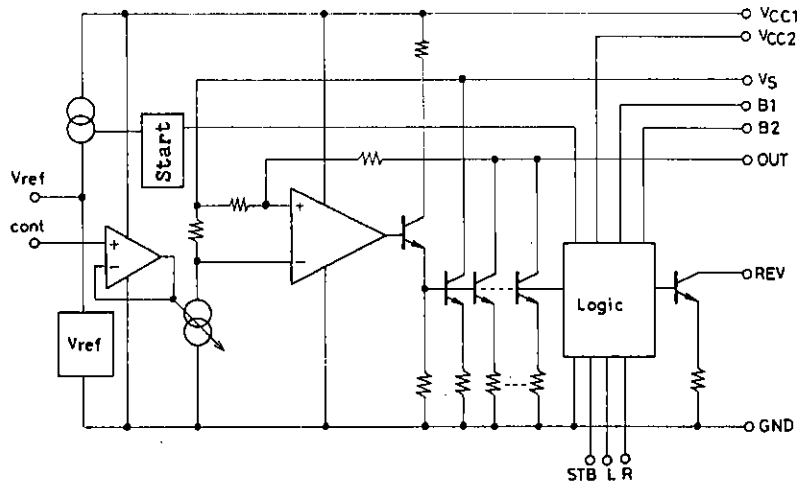 VCC1
VCC2
VS
B1
B2
OUT
Start
Vref
cont
+
−
+
−
Vref
Logic
REV
GND
STB L R